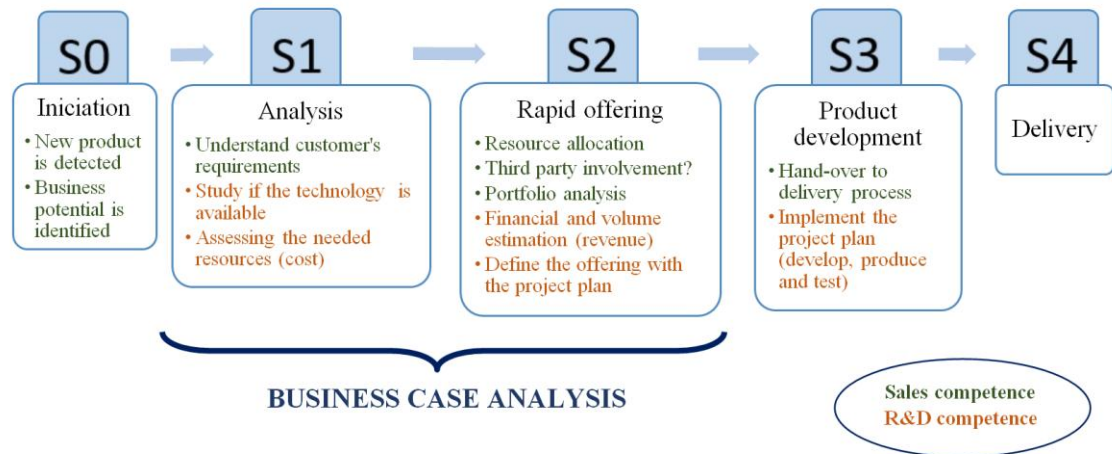 S0
Iniciation
• New product
is detected
• Business
potential is
identified
S1
Analysis
• Understand customer's
requirements
• Study if the technology is
available
• Assessing the needed
resources (cost)
S2
Rapid offering
• Resource allocation
• Third party involvement?
• Portfolio analysis
• Financial and volume
estimation (revenue)
• Define the offering with
the project plan
S3
Product
development
• Hand-over to
delivery process
• Implement the
project plan
(develop, produce
and test)
S4
Delivery
BUSINESS CASE ANALYSIS
Sales competence
R&D competence